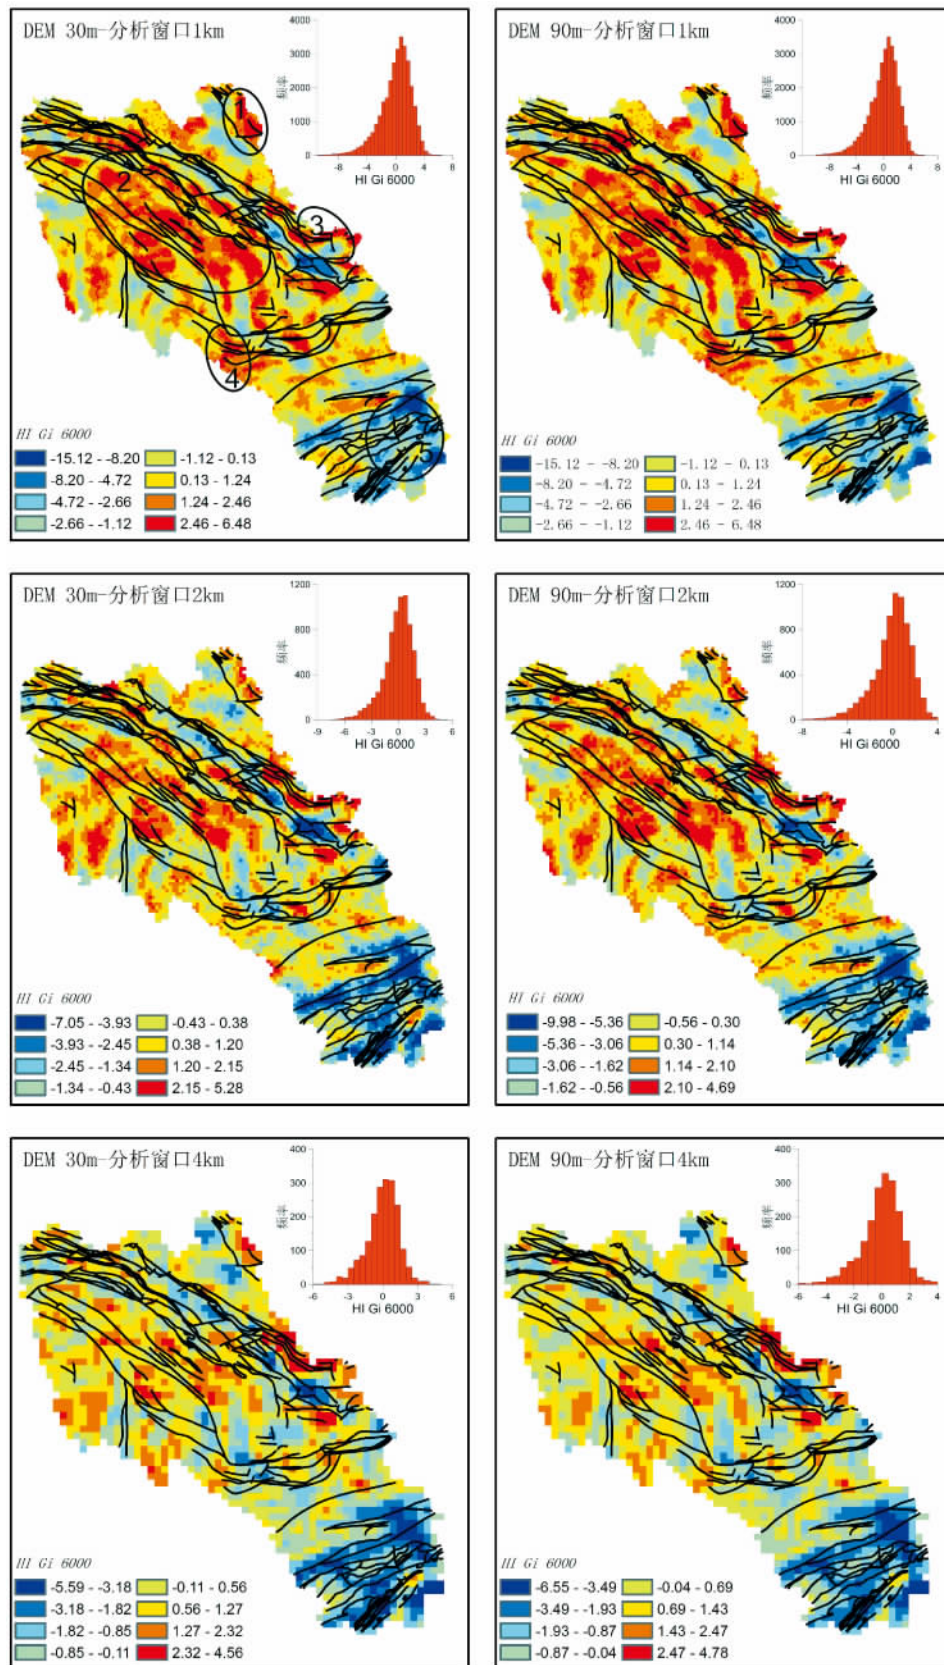 DEM 30m-分析窗口1km
4000
3000
2000
1000
0
频率
-8 -4 0 4 8
HI Gi 6000
1
2
3
4
5
HI Gi 6000
-15.12 - -8.20 -1.12 - 0.13
-8.20 - -4.72 0.13 - 1.24
-4.72 - -2.66 1.24 - 2.46
-2.66 - -1.12 2.46 - 6.48
DEM 90m-分析窗口1km
4000
3000
2000
1000
0
频率
-8 -4 0 4 8
HI Gi 6000
HI Gi 6000
-15.12 - -8.20 -1.12 - 0.13
-8.20 - -4.72 0.13 - 1.24
-4.72 - -2.66 1.24 - 2.46
-2.66 - -1.12 2.46 - 6.48
DEM 30m-分析窗口2km
1200
800
400
0
频率
-9 -6 -3 0 3 6
HI Gi 6000
HI Gi 6000
-7.05 - -3.93 -0.43 - 0.38
-3.93 - -2.45 0.38 - 1.20
-2.45 - -1.34 1.20 - 2.15
-1.34 - -0.43 2.15 - 5.28
DEM 90m-分析窗口2km
1200
800
400
0
频率
-8 -4 0 4
HI Gi 6000
HI Gi 6000
-9.98 - -5.36 -0.56 - 0.30
-5.36 - -3.06 0.30 - 1.14
-3.06 - -1.62 1.14 - 2.10
-1.62 - -0.56 2.10 - 4.69
DEM 30m-分析窗口4km
400
300
200
100
0
频率
-6 -3 0 3 6
HI Gi 6000
HI Gi 6000
-5.59 - -3.18 -0.11 - 0.56
-3.18 - -1.82 0.56 - 1.27
-1.82 - -0.85 1.27 - 2.32
-0.85 - -0.11 2.32 - 4.56
DEM 90m-分析窗口4km
400
300
200
100
0
频率
-6 -4 -2 0 2 4
HI Gi 6000
HI Gi 6000
-6.55 - -3.49 -0.04 - 0.69
-3.49 - -1.93 0.69 - 1.43
-1.93 - -0.87 1.43 - 2.47
-0.87 - -0.04 2.47 - 4.78